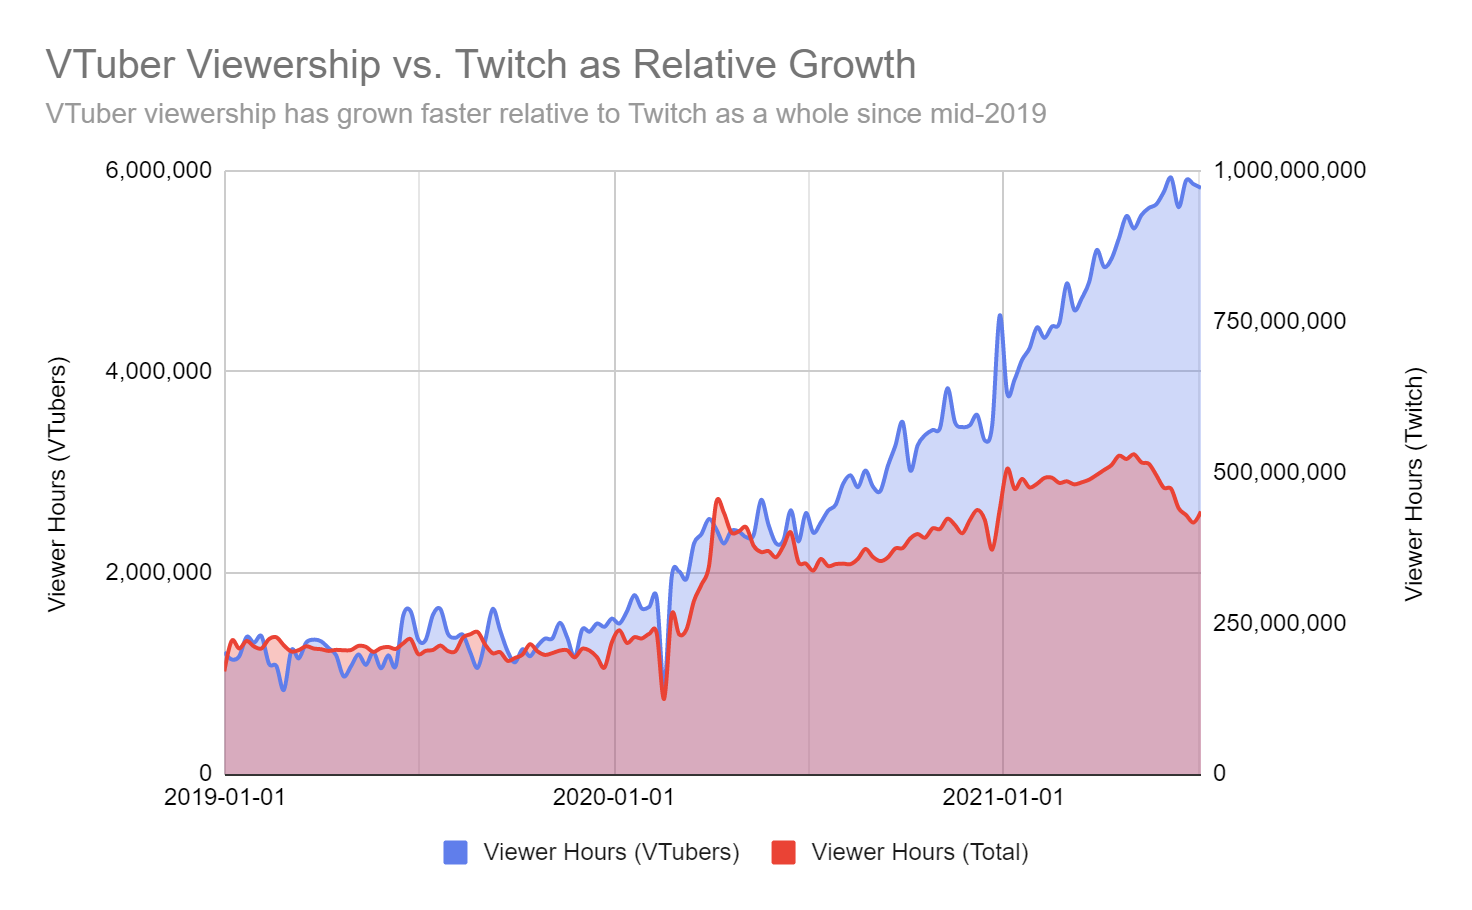 VTuber Viewership vs. Twitch as Relative Growth
VTuber viewership has grown faster relative to Twitch as a whole since mid-2019
6,000,000
4,000,000
2,000,000
0
Viewer Hours (VTubers)
1,000,000,000
750,000,000
500,000,000
250,000,000
0
Viewer Hours (Twitch)
2019-01-01
2020-01-01
2021-01-01
Viewer Hours (VTubers)
Viewer Hours (Total)